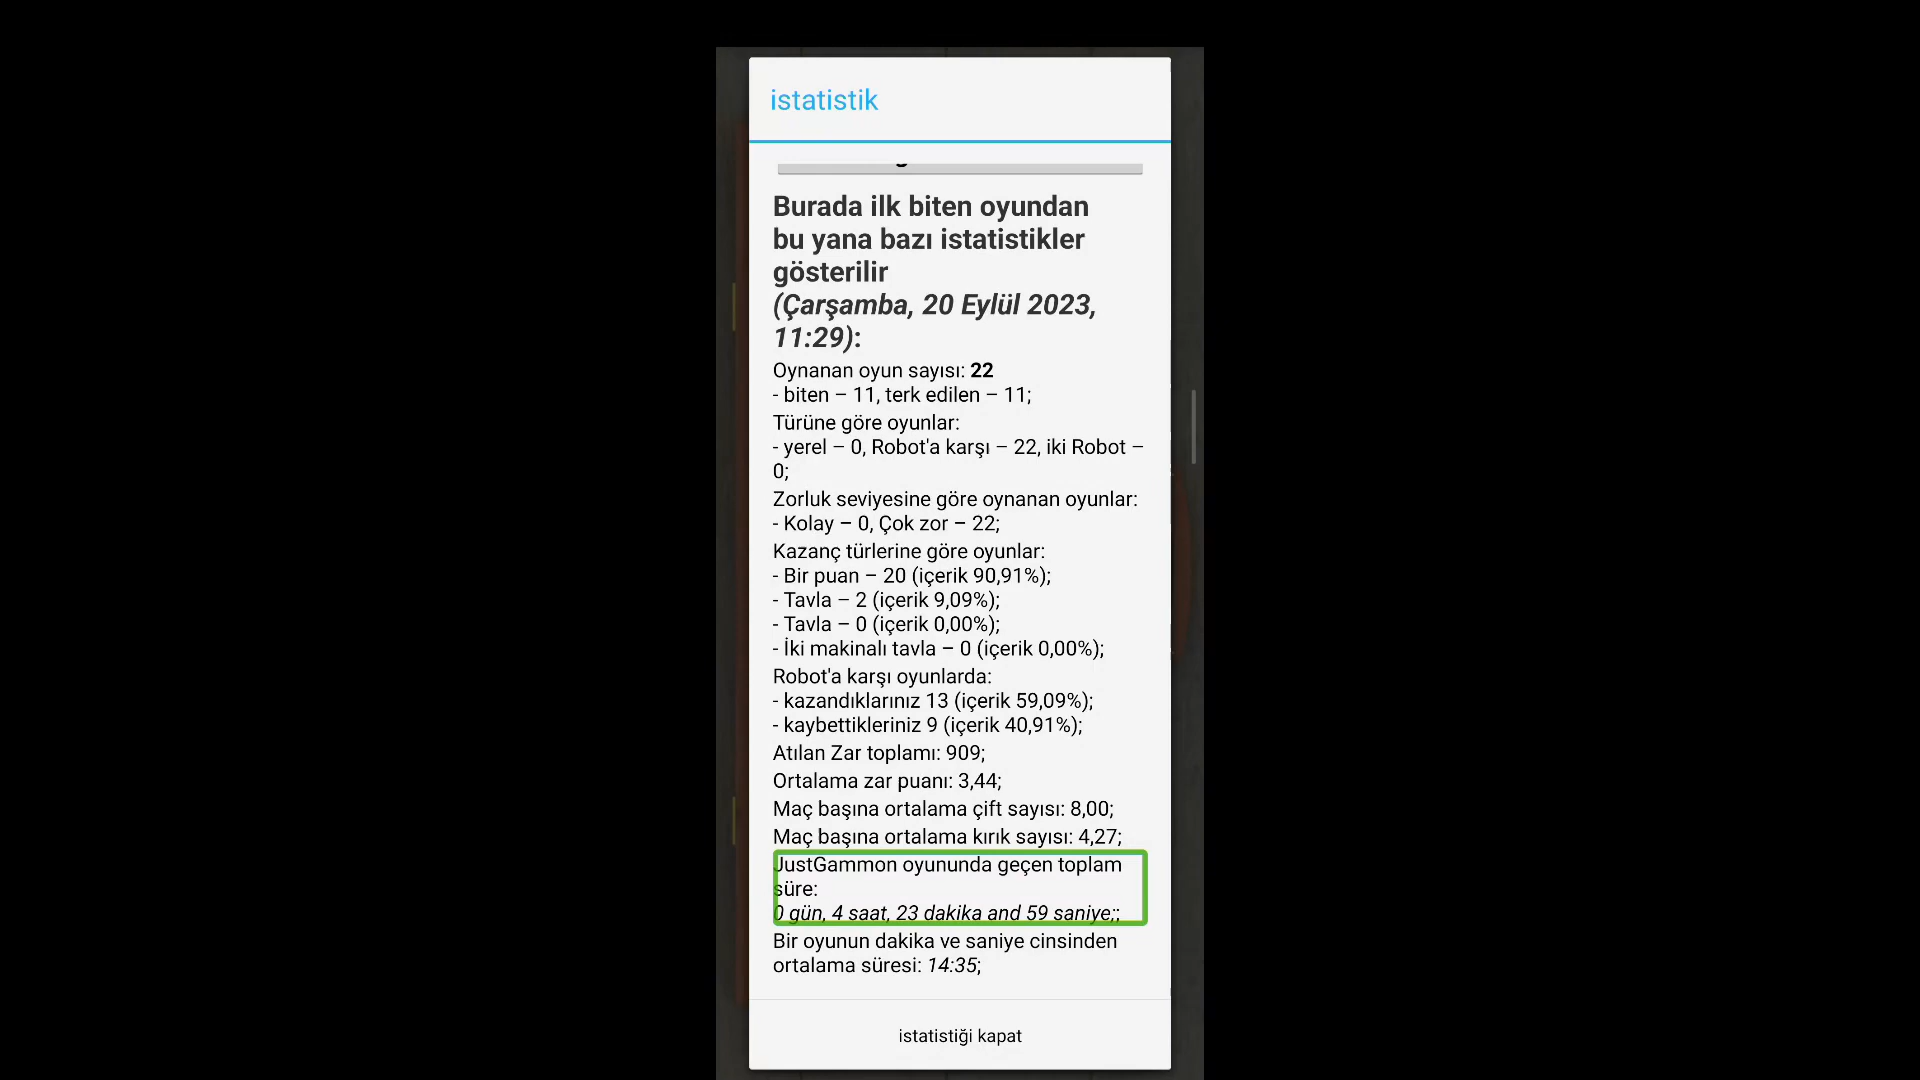 istatistik
Burada ilk biten oyundan
bu yana bazı istatistikler
gösterilir
(Çarşamba, 20 Eylül 2023,
11:29):
Oynanan oyun sayısı: 22
- biten – 11, terk edilen – 11;
Türüne göre oyunlar:
- yerel – 0, Robot'a karşı – 22, iki Robot –
0;
Zorluk seviyesine göre oynanan oyunlar:
- Kolay – 0, Çok zor – 22;
Kazanç türlerine göre oyunlar:
- Bir puan – 20 (içerik 90,91%);
- Tavla – 2 (içerik 9,09%);
- Tavla – 0 (içerik 0,00%);
- İki makinalı tavla – 0 (içerik 0,00%);
Robot'a karşı oyunlarda:
- kazandıklarınız 13 (içerik 59,09%);
- kaybettikleriniz 9 (içerik 40,91%);
Atılan Zar toplamı: 909;
Ortalama zar puanı: 3,44;
Maç başına ortalama çift sayısı: 8,00;
Maç başına ortalama kırık sayısı: 4,27;
JustGammon oyununda geçen toplam
süre:
0 gün, 4 saat, 23 dakika and 59 saniye;;
Bir oyunun dakika ve saniye cinsinden
ortalama süresi: 14:35;
istatistiği kapat